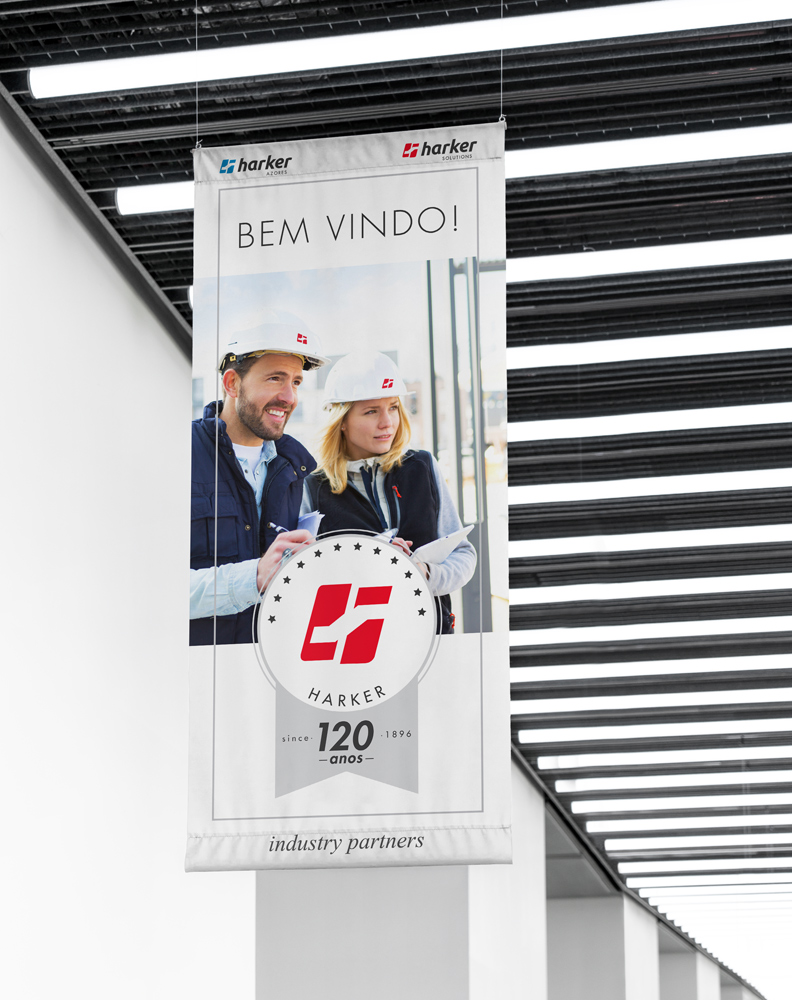 harker
AZORES
harker
SOLUTIONS
BEM VINDO!
HARKER
since · 120 · 1896
–anos–
industry partners